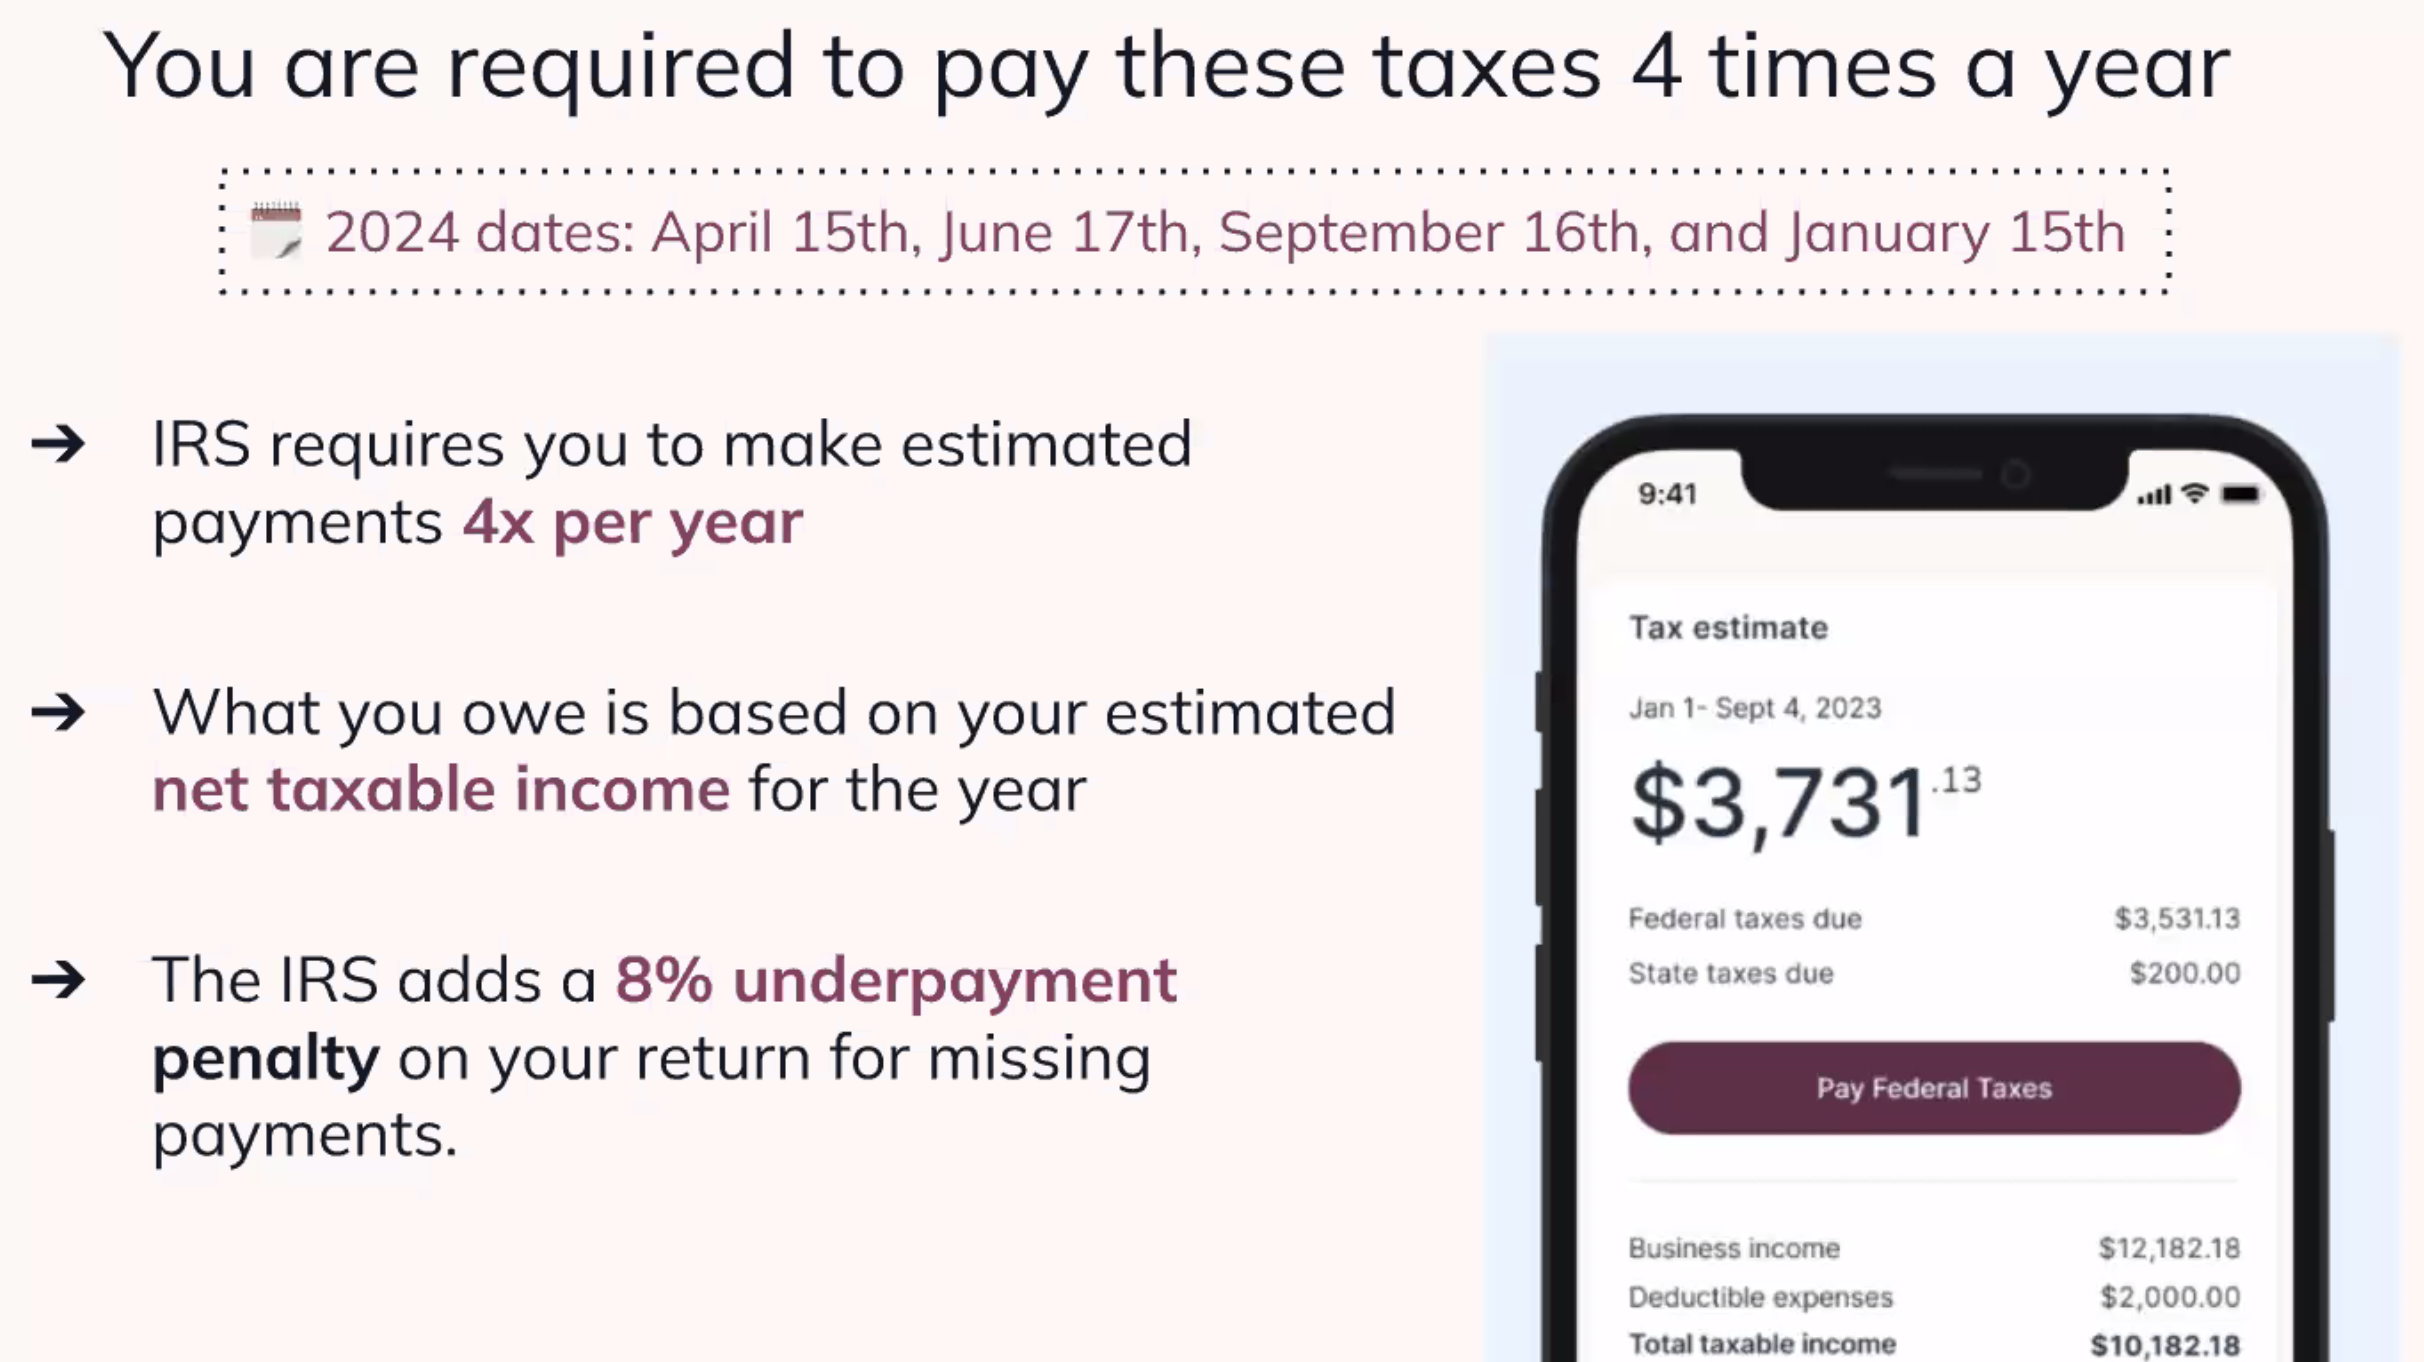 You are required to pay these taxes 4 times a year
2024 dates: April 15th, June 17th, September 16th, and January 15th
➔ IRS requires you to make estimated
payments 4x per year
➔ What you owe is based on your estimated
net taxable income for the year
➔ The IRS adds a 8% underpayment
penalty on your return for missing
payments.
9:41
Tax estimate
Jan 1- Sept 4, 2023
$3,731.13
Federal taxes due $3,531.13
State taxes due $200.00
Pay Federal Taxes
Business income $12,182.18
Deductible expenses $2,000.00
Total taxable income $10,182.18